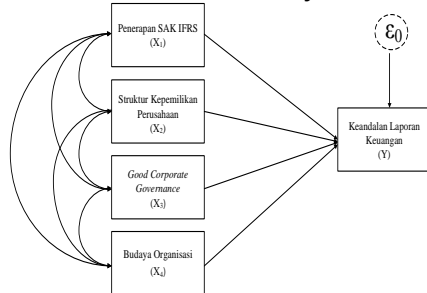 Penerapan SAK IFRS
(X1)
ε0
Struktur Kepemilikan
Perusahaan
(X2)
Keandalan Laporan
Keuangan
(Y)
Good Corporate
Governance
(X3)
Budaya Organisasi
(X4)